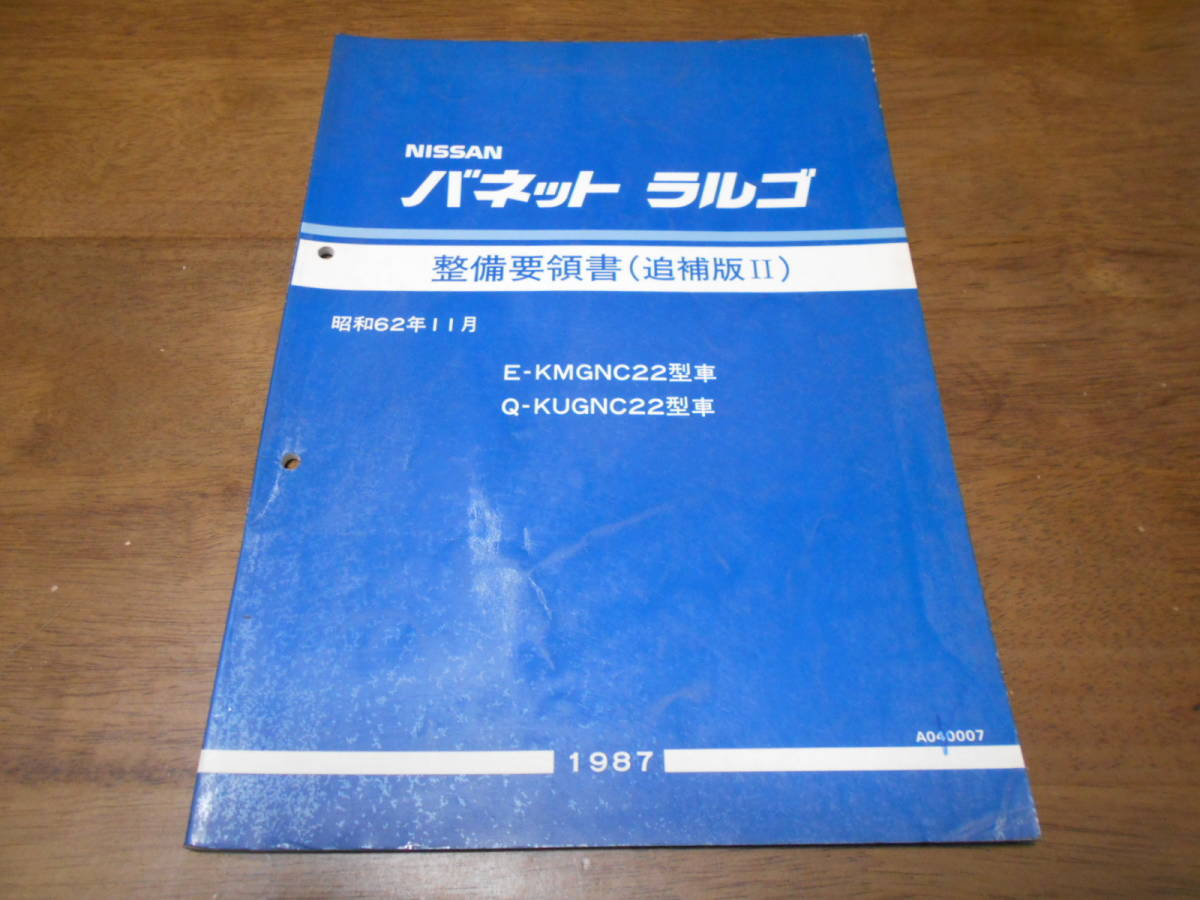 NISSAN
バネット ラルゴ
整備要領書(追補版II)
昭和62年11月
E-KMGNC22型車
Q-KUGNC22型車
A040007
1987